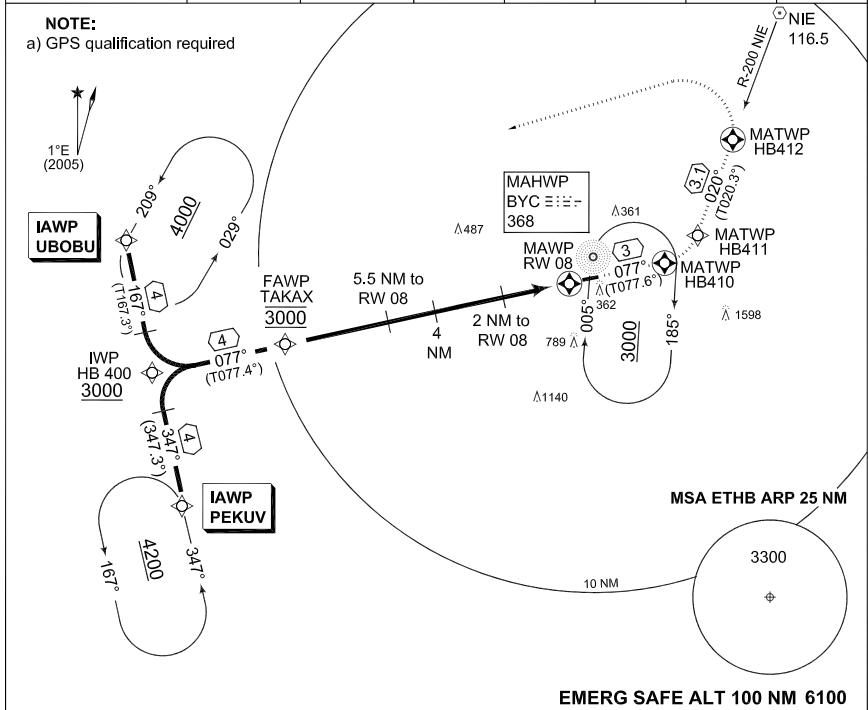 NOTE:
a) GPS qualification required
NIE
116.5
R-200 NIE
1°E
(2005)
MATWP
HB412
3.1
020°
(T020.3°)
209°
4000
029°
MAHWP
BYC
368
361
487
IAWP
UBOBU
MAWP
RW 08
3
077°
(T077.6°)
MATWP
HB411
MATWP
HB410
FAWP
TAKAX
3000
5.5 NM to
RW 08
4
167°
(T167.3°)
362
005°
185°
3000
1598
4
NM
2 NM to
RW 08
789
4
077°
(T077.4°)
IWP
HB 400
3000
1140
4
347°
(347.3°)
IAWP
PEKUV
MSA ETHB ARP 25 NM
4200
167°
347°
3300
10 NM
EMERG SAFE ALT 100 NM 6100